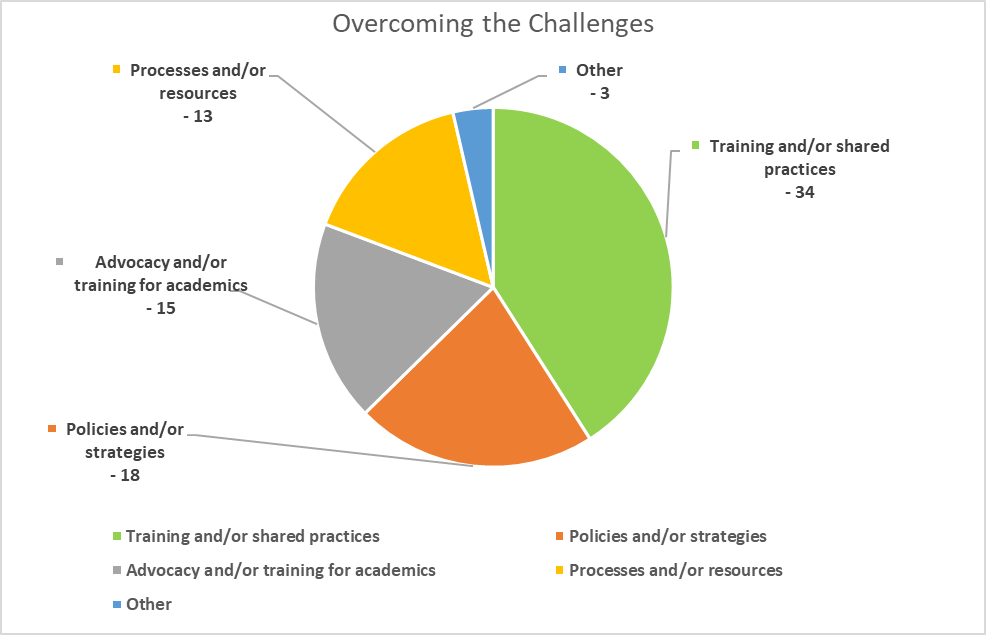 Overcoming the Challenges
Processes and/or
resources
- 13
Other
- 3
Training and/or shared
practices
- 34
Advocacy and/or
training for academics
- 15
Policies and/or
strategies
- 18
Training and/or shared practices
Policies and/or strategies
Advocacy and/or training for academics
Processes and/or resources
Other